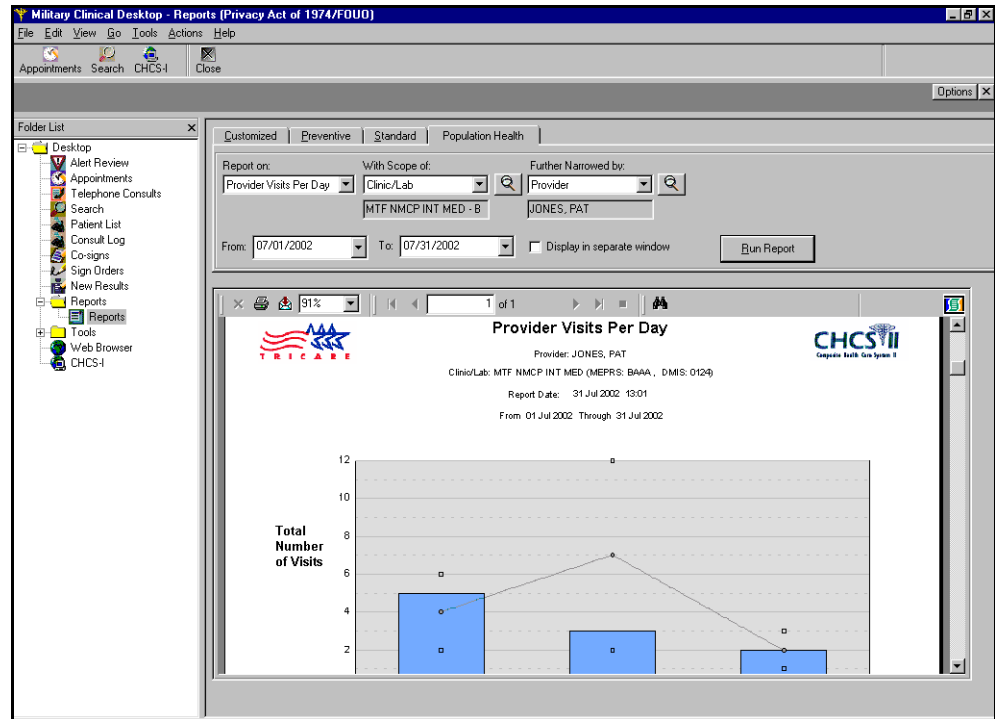 Military Clinical Desktop - Reports (Privacy Act of 1974/FOUO)
File Edit View Go Tools Actions Help
Appointments Search CHCS-I Close
Options
Folder List
Desktop
Alert Review
Appointments
Telephone Consults
Search
Patient List
Consult Log
Co-signs
Sign Orders
New Results
Reports
Reports
Tools
Web Browser
CHCS-I
Customized Preventive Standard Population Health
Report on: With Scope of: Further Narrowed by:
Provider Visits Per Day Clinic/Lab Provider
MTF NMCP INT MED - B JONES, PAT
From: 07/01/2002 To: 07/31/2002 Display in separate window Run Report
91% 1 of 1
TRICARE
CHCS II
Composite Health Care System II
Provider Visits Per Day
Provider: JONES, PAT
Clinic/Lab: MTF NMCP INT MED (MEPRS: BAAA , DMIS: 0124)
Report Date: 31 Jul 2002 13:01
From 01 Jul 2002 Through 31 Jul 2002
Total
Number
of Visits
12
10
8
6
4
2